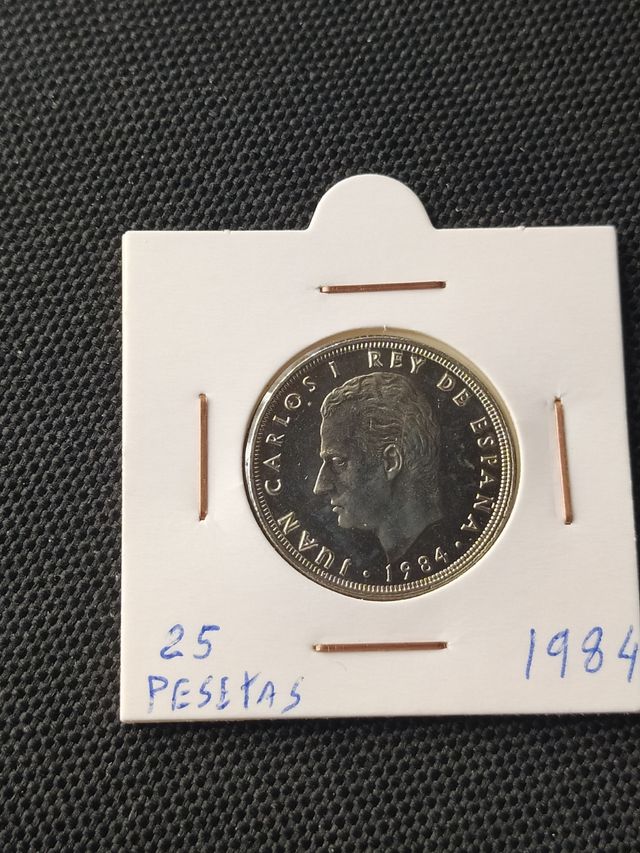 JUAN CARLOS I REY DE ESPAÑA
· 1984 ·
25
PESETAS
1984